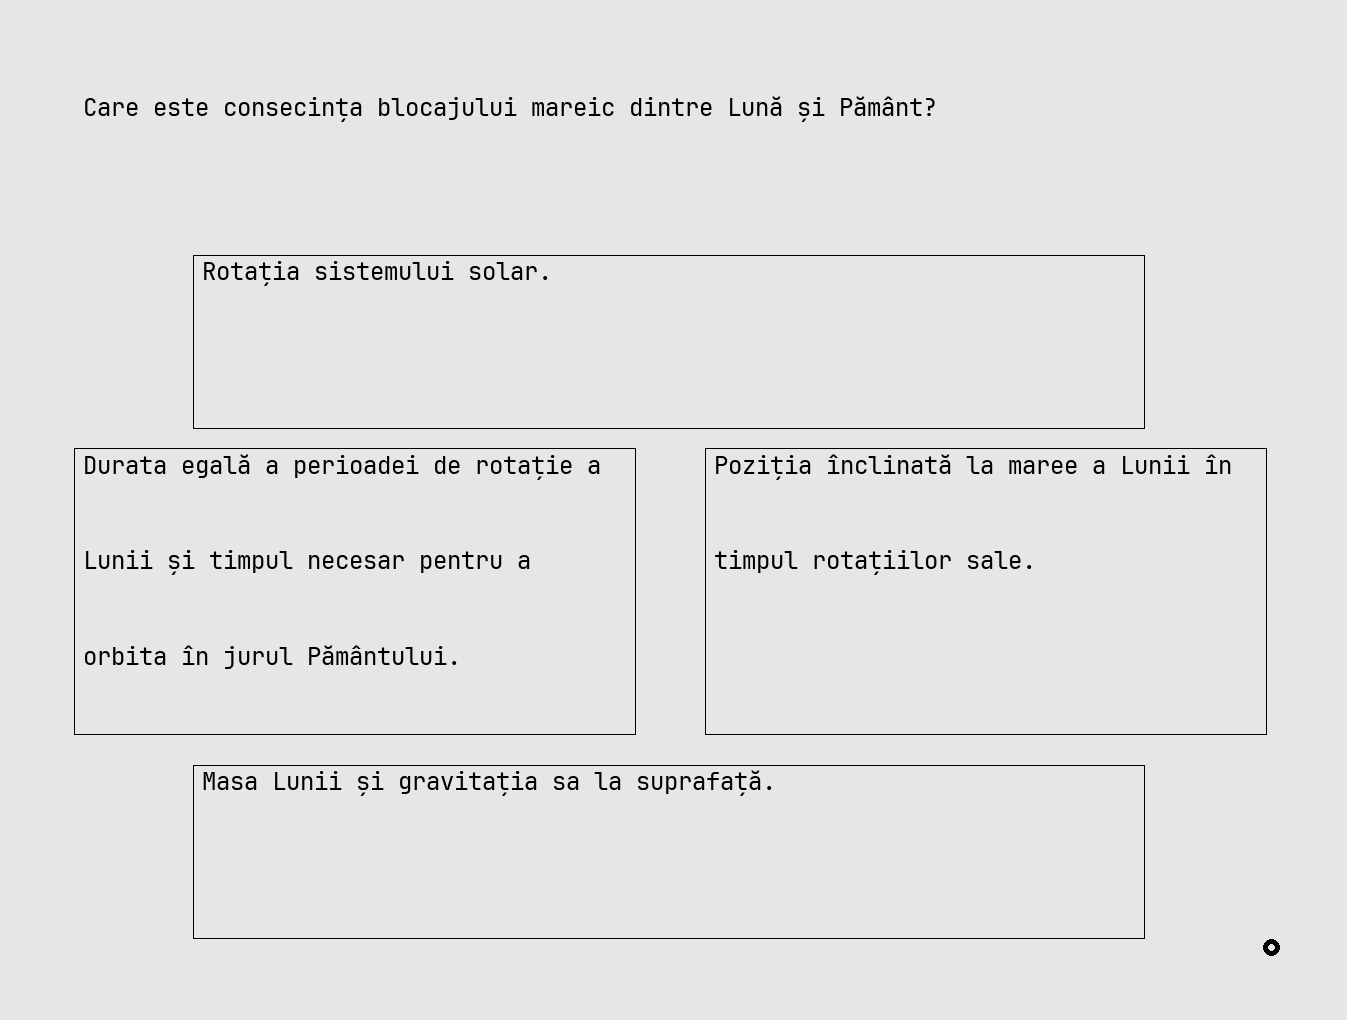 Care este consecința blocajului mareic dintre Lună și Pământ?
Rotația sistemului solar.
Durata egală a perioadei de rotație a
Lunii și timpul necesar pentru a
orbita în jurul Pământului.
Poziția înclinată la maree a Lunii în
timpul rotațiilor sale.
Masa Lunii și gravitația sa la suprafață.